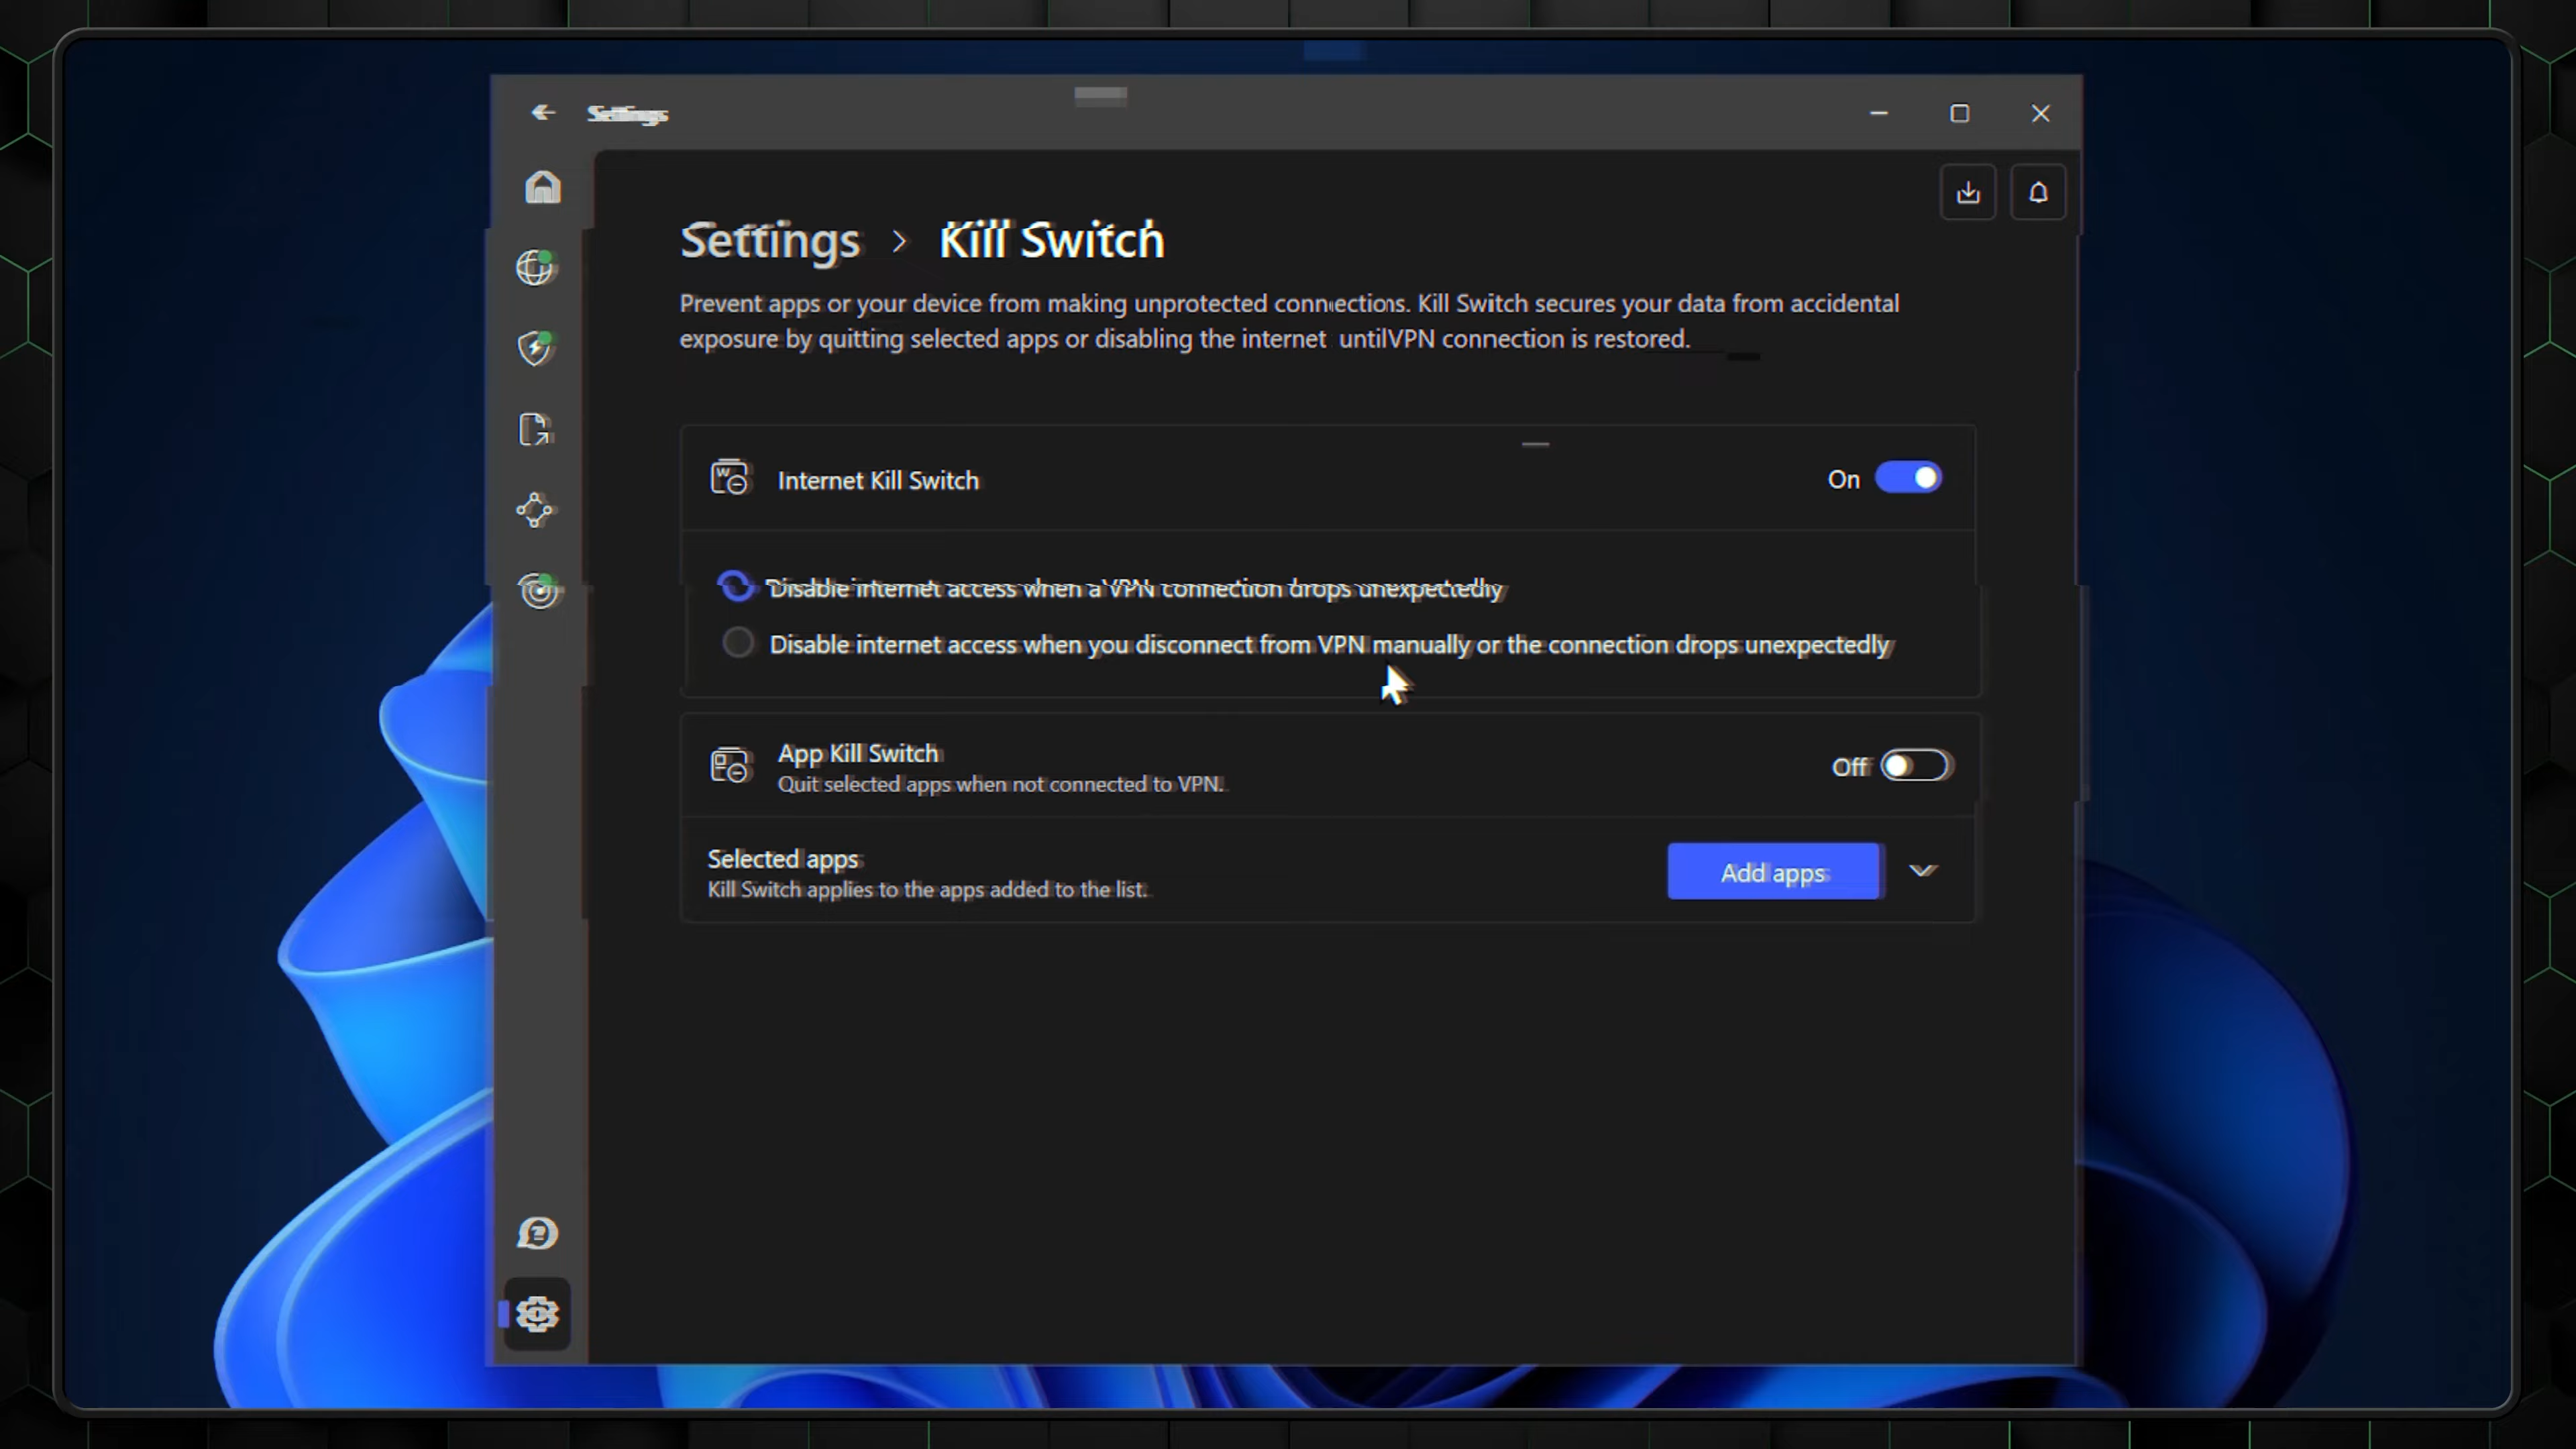 Settings
Settings > Kill Switch
Prevent apps or your device from making unprotected connections. Kill Switch secures your data from accidental
exposure by quitting selected apps or disabling the internet untilVPN connection is restored.
Internet Kill Switch
On
Disable internet access when a VPN connection drops unexpectedly
Disable internet access when you disconnect from VPN manually or the connection drops unexpectedly
App Kill Switch
Off
Quit selected apps when not connected to VPN.
Selected apps
Add apps
Kill Switch applies to the apps added to the list.